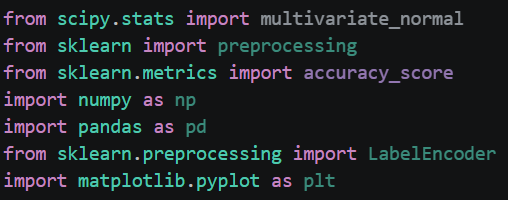 from scipy.stats import multivariate_normal
from sklearn import preprocessing
from sklearn.metrics import accuracy_score
import numpy as np
import pandas as pd
from sklearn.preprocessing import LabelEncoder
import matplotlib.pyplot as plt